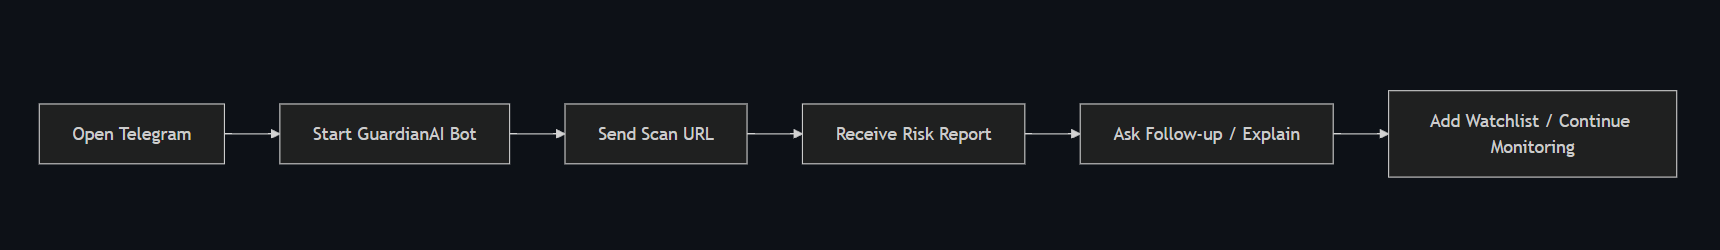 Open Telegram
Start GuardianAI Bot
Send Scan URL
Receive Risk Report
Ask Follow-up / Explain
Add Watchlist / Continue
Monitoring